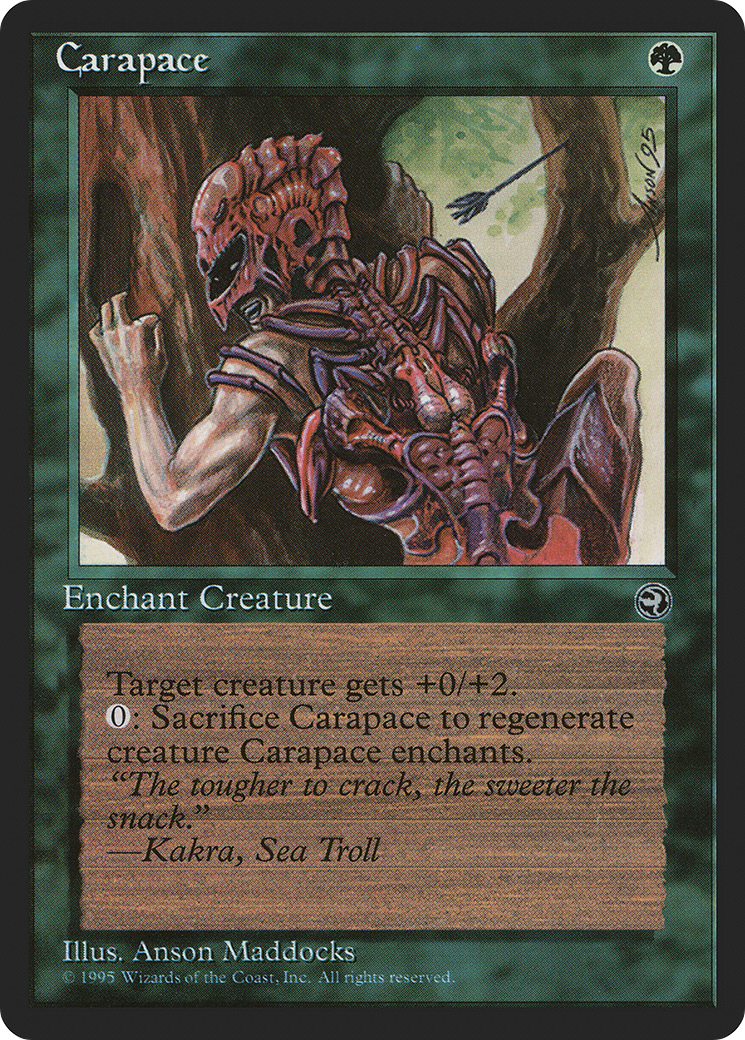 Carapace
Anson 95
Enchant Creature
Target creature gets +0/+2.
0: Sacrifice Carapace to regenerate
creature Carapace enchants.
“The tougher to crack, the sweeter the
snack.”
—Kakra, Sea Troll
Illus. Anson Maddocks
© 1995 Wizards of the Coast, Inc. All rights reserved.